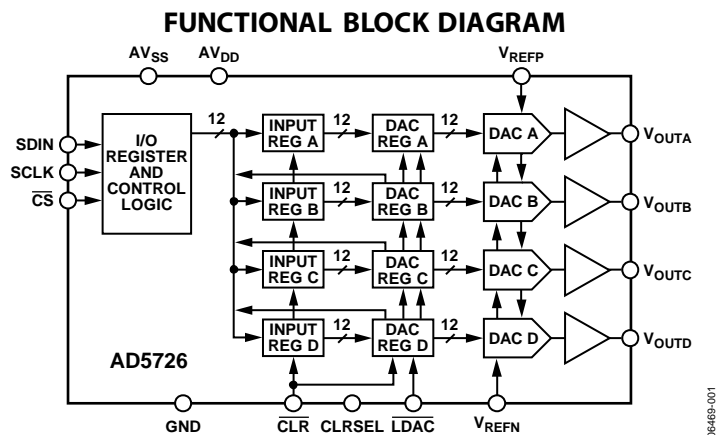 FUNCTIONAL BLOCK DIAGRAM
AVSS
AVDD
VREFP
SDIN
SCLK
CS
I/O
REGISTER
AND
CONTROL
LOGIC
12
INPUT
REG A
12
DAC
REG A
12
DAC A
VOUTA
INPUT
REG B
12
DAC
REG B
12
DAC B
VOUTB
INPUT
REG C
12
DAC
REG C
12
DAC C
VOUTC
INPUT
REG D
12
DAC
REG D
12
DAC D
VOUTD
AD5726
GND
CLR
CLRSEL
LDAC
VREFN
06469-001